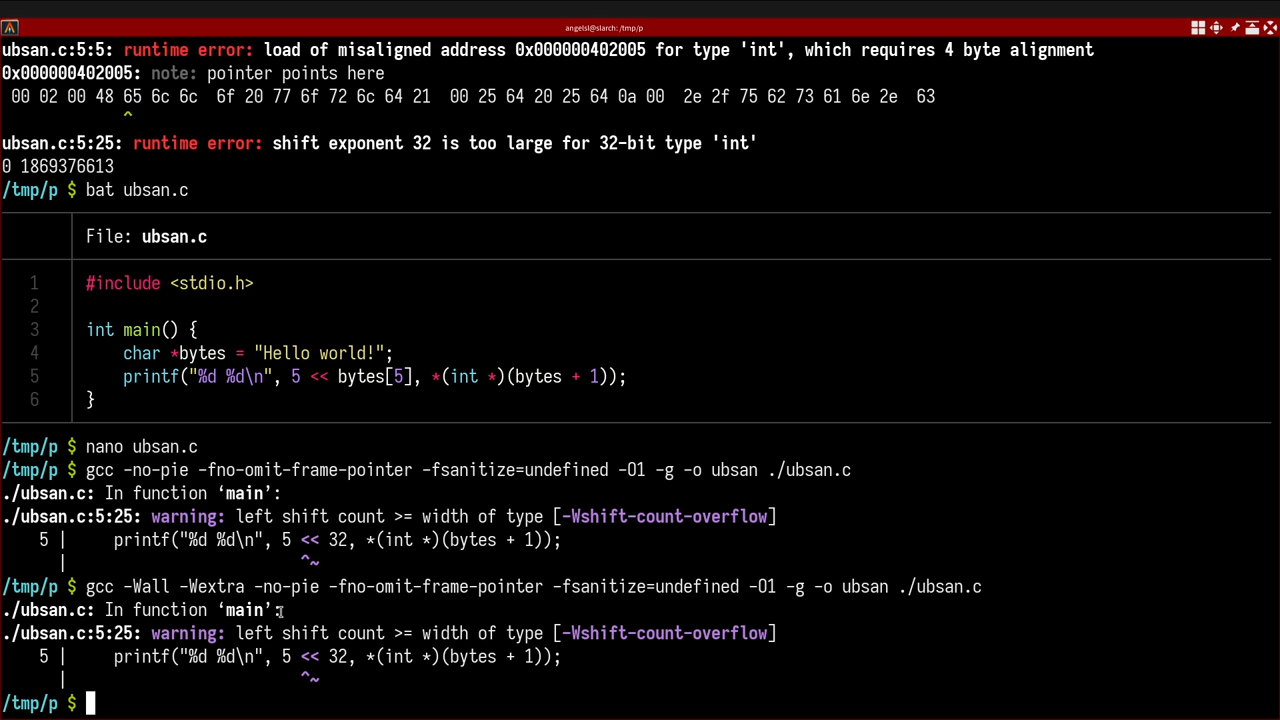 angelsl@slarch: /tmp/p
ubsan.c:5:5: runtime error: load of misaligned address 0x000000402005 for type 'int', which requires 4 byte alignment
0x000000402005: note: pointer points here
 00 02 00 48 65 6c 6c  6f 20 77 6f 72 6c 64 21  00 25 64 20 25 64 0a 00  2e 2f 75 62 73 61 6e 2e  63
             ^
ubsan.c:5:25: runtime error: shift exponent 32 is too large for 32-bit type 'int'
0 1869376613
/tmp/p $ bat ubsan.c
File: ubsan.c
1 #include <stdio.h>
2
3 int main() {
4     char *bytes = "Hello world!";
5     printf("%d %d\n", 5 << bytes[5], *(int *)(bytes + 1));
6 }
/tmp/p $ nano ubsan.c
/tmp/p $ gcc -no-pie -fno-omit-frame-pointer -fsanitize=undefined -O1 -g -o ubsan ./ubsan.c
./ubsan.c: In function ‘main’:
./ubsan.c:5:25: warning: left shift count >= width of type [-Wshift-count-overflow]
    5 |     printf("%d %d\n", 5 << 32, *(int *)(bytes + 1));
      |                         ^~
/tmp/p $ gcc -Wall -Wextra -no-pie -fno-omit-frame-pointer -fsanitize=undefined -O1 -g -o ubsan ./ubsan.c
./ubsan.c: In function ‘main’:
./ubsan.c:5:25: warning: left shift count >= width of type [-Wshift-count-overflow]
    5 |     printf("%d %d\n", 5 << 32, *(int *)(bytes + 1));
      |                         ^~
/tmp/p $